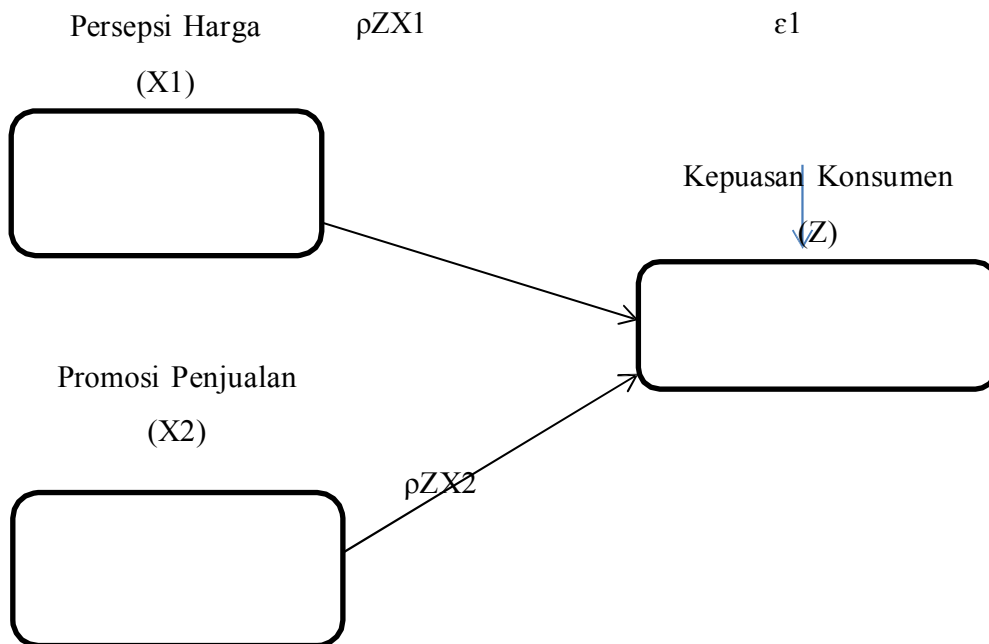 Persepsi Harga
(X1)
ρZX1
ε1
Kepuasan Konsumen
(Z)
Promosi Penjualan
(X2)
ρZX2